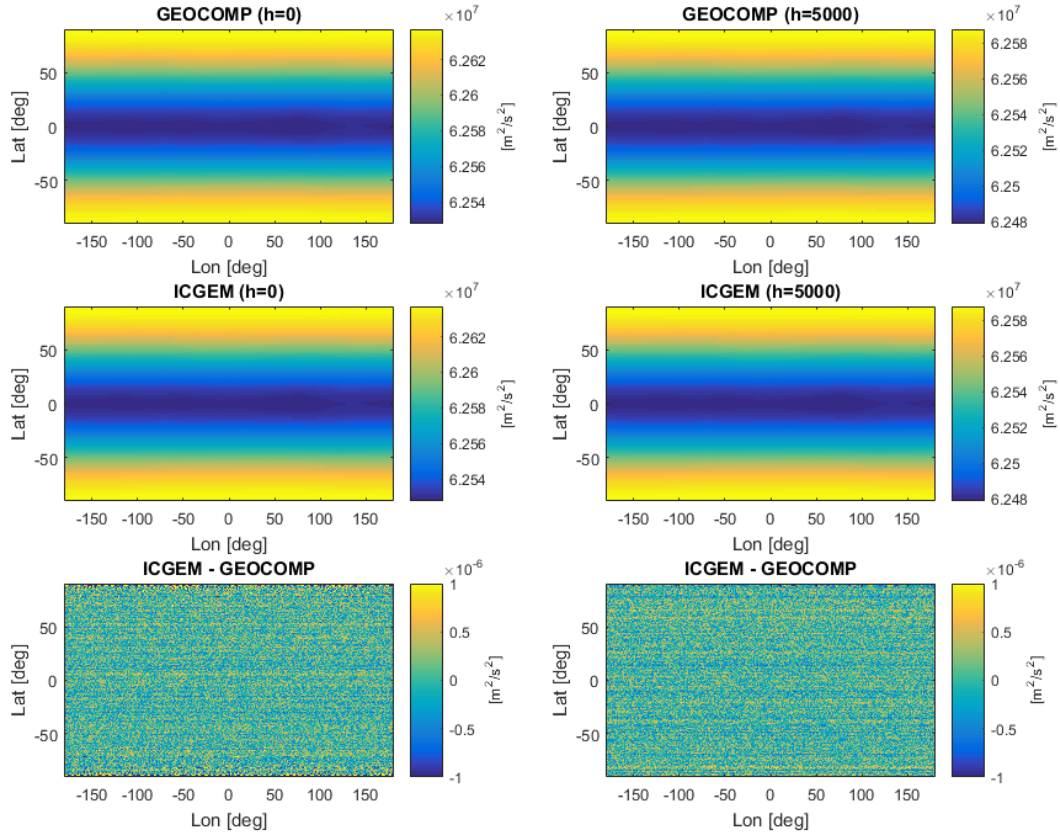 GEOCOMP (h=0)
×10^7
Lat [deg]
50
0
-50
-150 -100 -50 0 50 100 150
Lon [deg]
6.262
6.26
6.258
6.256
6.254
[m^2/s^2]
GEOCOMP (h=5000)
×10^7
Lat [deg]
50
0
-50
-150 -100 -50 0 50 100 150
Lon [deg]
6.258
6.256
6.254
6.252
6.25
6.248
[m^2/s^2]
ICGEM (h=0)
×10^7
Lat [deg]
50
0
-50
-150 -100 -50 0 50 100 150
Lon [deg]
6.262
6.26
6.258
6.256
6.254
[m^2/s^2]
ICGEM (h=5000)
×10^7
Lat [deg]
50
0
-50
-150 -100 -50 0 50 100 150
Lon [deg]
6.258
6.256
6.254
6.252
6.25
6.248
[m^2/s^2]
ICGEM - GEOCOMP
×10^-6
Lat [deg]
50
0
-50
-150 -100 -50 0 50 100 150
Lon [deg]
1
0.5
0
-0.5
-1
[m^2/s^2]
ICGEM - GEOCOMP
×10^-6
Lat [deg]
50
0
-50
-150 -100 -50 0 50 100 150
Lon [deg]
1
0.5
0
-0.5
-1
[m^2/s^2]